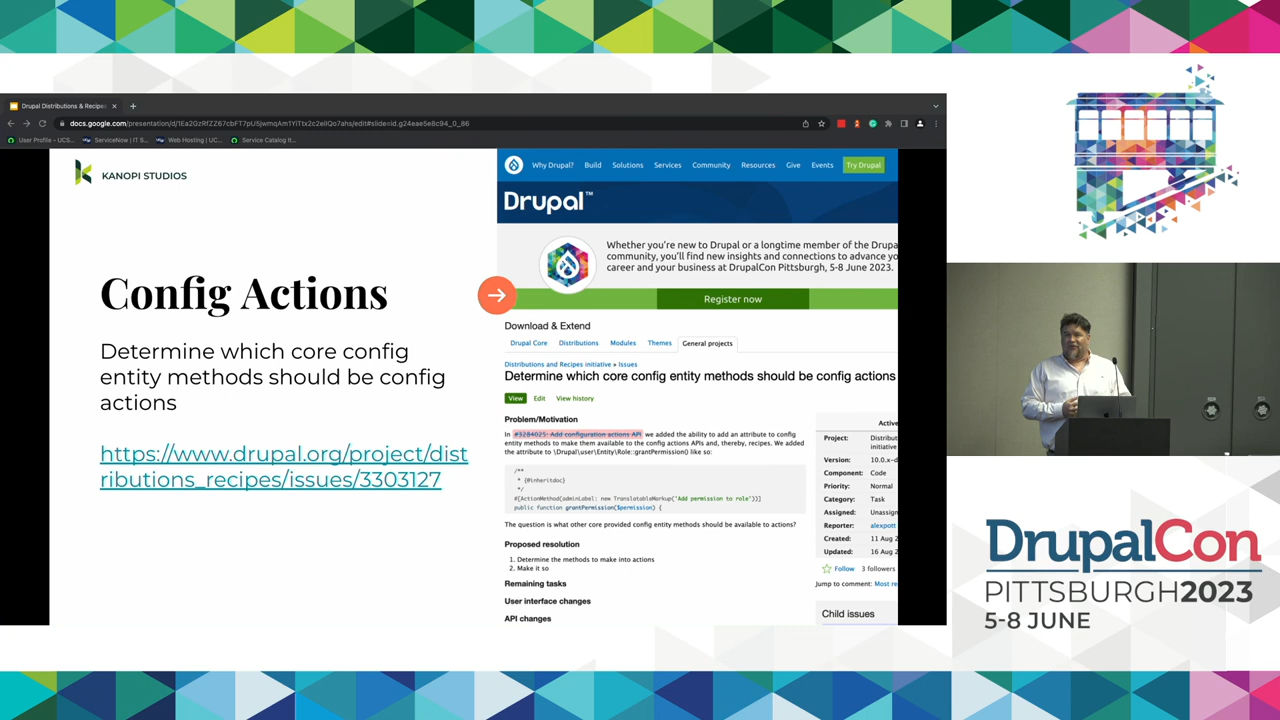 Drupal Distributions & Recipes
docs.google.com/presentation/d/1Ea2GzRfZZ67cbFT7pU5jwmqAm1YiTtx2c2eilQo7ahs/edit#slide=id.g24eae5e8c94_0_86
User Profile - UCS...
ServiceNow | IT S...
Web Hosting | UC...
Service Catalog It...
KANOPI STUDIOS
Config Actions
Determine which core config
entity methods should be config
actions
https://www.drupal.org/project/dist
ributions_recipes/issues/3303127
Why Drupal? Build Solutions Services Community Resources Give Events Try Drupal
Drupal™
Whether you're new to Drupal or a longtime member of the Drupa
community, you'll find new insights and connections to advance yo
career and your business at DrupalCon Pittsburgh, 5-8 June 2023.
Register now
Download & Extend
Drupal Core Distributions Modules Themes General projects
Distributions and Recipes initiative » Issues
Determine which core config entity methods should be config actions
View Edit View history
Problem/Motivation
In #3284025: Add configuration actions API we added the ability to add an attribute to config
entity methods to make them available to the config actions APIs and, thereby, recipes. We added
the attribute to \Drupal\user\Entity\Role::grantPermission() like so:
/**
* {@inheritdoc}
*/
#[ActionMethod(adminLabel: new TranslatableMarkup('Add permission to role'))]
public function grantPermission($permission) {
The question is what other core provided config entity methods should be available to actions?
Proposed resolution
1. Determine the methods to make into actions
2. Make it so
Remaining tasks
User interface changes
API changes
Active
Project: Distribut
initiative
Version: 10.0.x-d
Component: Code
Priority: Normal
Category: Task
Assigned: Unassign
Reporter: alexpott
Created: 11 Aug 2
Updated: 16 Aug 2
Follow 3 followers
Jump to comment: Most re
Child issues
DrupalCon
PITTSBURGH2023
5-8 JUNE